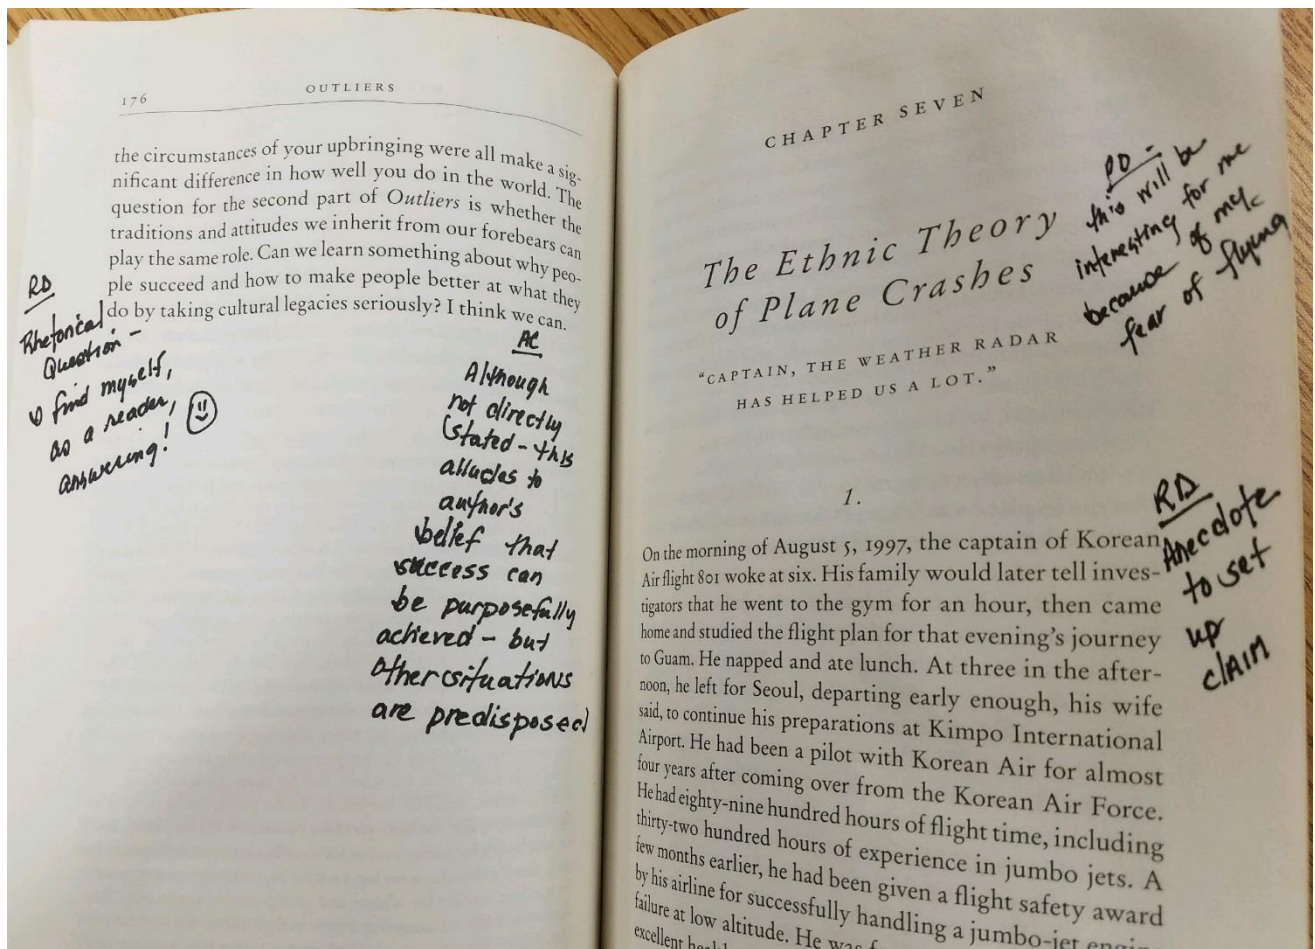 176
OUTLIERS
the circumstances of your upbringing were all make a sig-
nificant difference in how well you do in the world. The
question for the second part of Outliers is whether the
traditions and attitudes we inherit from our forebears can
play the same role. Can we learn something about why peo-
ple succeed and how to make people better at what they
do by taking cultural legacies seriously? I think we can.
RD
Rhetorical
Question -
I find myself,
as a reader,
answering!
AC
Although
not directly
stated - this
alludes to
author's
belief that
success can
be purposefully
achieved - but
other situations
are predisposed
CHAPTER SEVEN
The Ethnic Theory
of Plane Crashes
"CAPTAIN, THE WEATHER RADAR
HAS HELPED US A LOT."
this will be
interesting for me
because of my
fear of flying
1.
On the morning of August 5, 1997, the captain of Korean
Air flight 801 woke at six. His family would later tell inves-
tigators that he went to the gym for an hour, then came
home and studied the flight plan for that evening's journey
to Guam. He napped and ate lunch. At three in the after-
noon, he left for Seoul, departing early enough, his wife
said, to continue his preparations at Kimpo International
Airport. He had been a pilot with Korean Air for almost
four years after coming over from the Korean Air Force.
He had eighty-nine hundred hours of flight time, including
thirty-two hundred hours of experience in jumbo jets. A
few months earlier, he had been given a flight safety award
by his airline for successfully handling a jumbo-jet engine
failure at low altitude. He was
excellent
RD
Anecdote
to set
up
clAIM